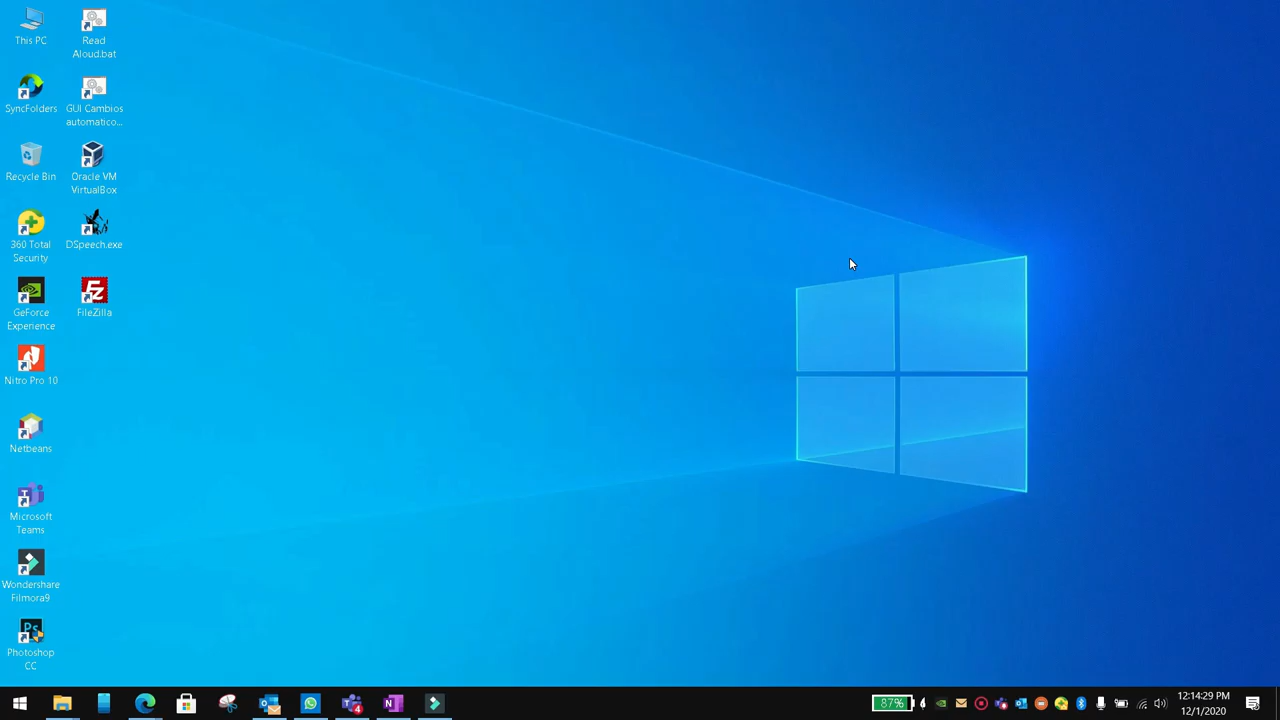 This PC
Read
Aloud.bat
SyncFolders
GUI Cambios
automatico...
Recycle Bin
Oracle VM
VirtualBox
360 Total
Security
DSpeech.exe
GeForce
Experience
FileZilla
Nitro Pro 10
Netbeans
Microsoft
Teams
Wondershare
Filmora9
Ps
Photoshop
CC
4
87%
12:14:29 PM
12/1/2020